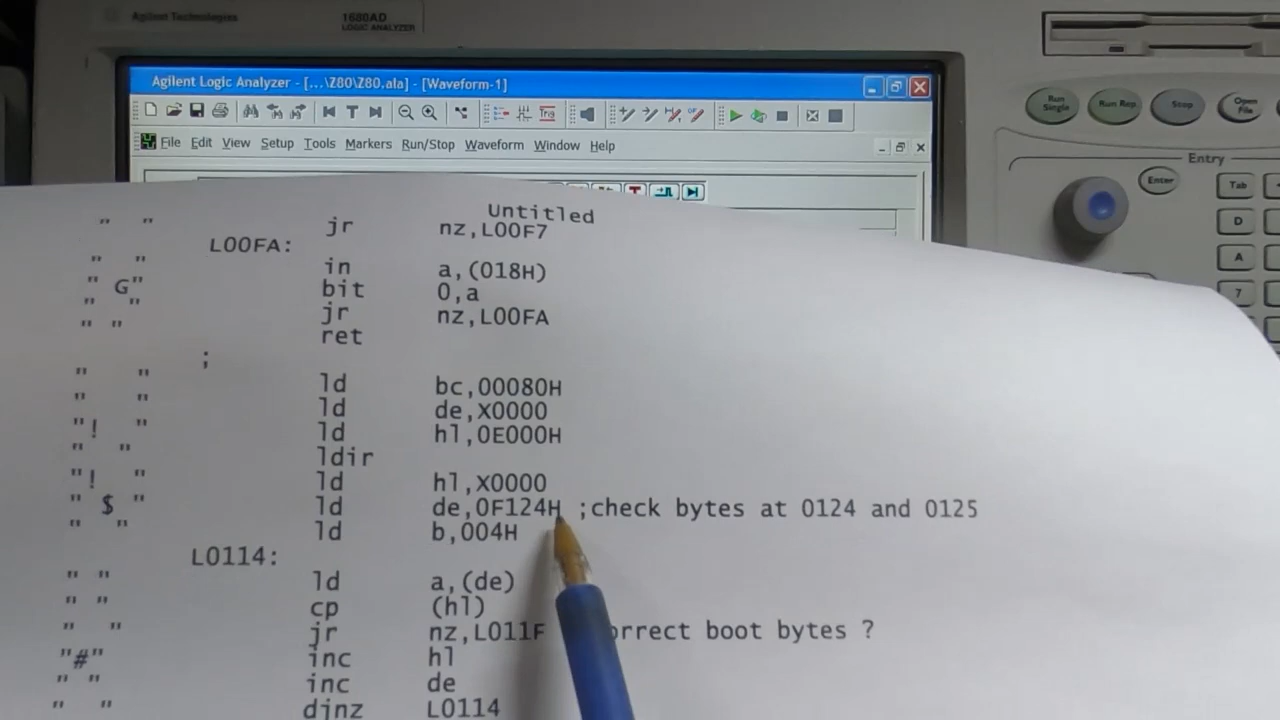 Agilent Technologies
1680AD
LOGIC ANALYZER
Agilent Logic Analyzer - [...\Z80\Z80.ala] - [Waveform-1]
File Edit View Setup Tools Markers Run/Stop Waveform Window Help
Run Single
Run Rep
Stop
Open File
Entry
Enter
Tab
D
A
7
Untitled
" " jr nz,L00F7
L00FA:
" " in a,(018H)
" G" bit 0,a
" " jr nz,L00FA
" " ret
;
" " ld bc,00080H
" " ld de,X0000
"! " ld hl,0E000H
" " ldir
"! " ld hl,X0000
" $ " ld de,0F124H ;check bytes at 0124 and 0125
" " ld b,004H
L0114:
" " ld a,(de)
" " cp (hl)
" " jr nz,L011F orrect boot bytes ?
"#" inc hl
" " inc de
" " djnz L0114